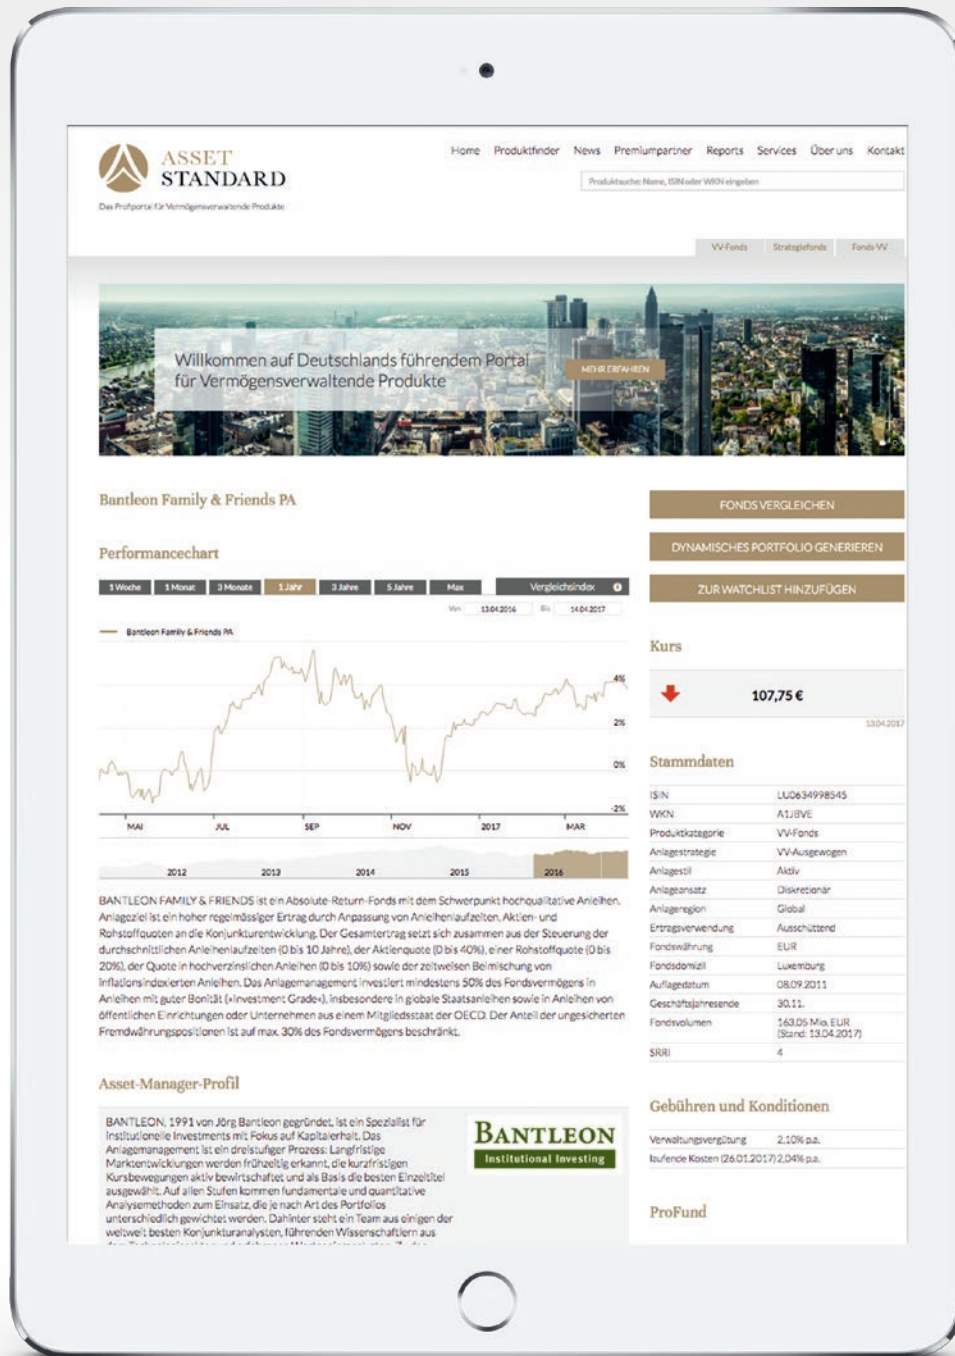 ASSET
STANDARD
Das Profiportal für Vermögensverwaltende Produkte
Home Produktfinder News Premiumpartner Reports Services Über uns Kontakt
Produktsuche: Name, ISIN oder WKN eingeben
VV-Fonds Strategiefonds Fonds-VV
Willkommen auf Deutschlands führendem Portal
für Vermögensverwaltende Produkte
MEHR ERFAHREN
Bantleon Family & Friends PA
Performancechart
1 Woche 1 Monat 3 Monate 1 Jahr 3 Jahre 5 Jahre Max Vergleichsindex
Von 13.04.2016 Bis 14.04.2017
Bantleon Family & Friends PA
4%
2%
0%
-2%
MAI JUL SEP NOV 2017 MAR
2012 2013 2014 2015 2016
BANTLEON FAMILY & FRIENDS ist ein Absolute-Return-Fonds mit dem Schwerpunkt hochqualitative Anleihen.
Anlageziel ist ein hoher regelmässiger Ertrag durch Anpassung von Anleihenlaufzeiten, Aktien- und
Rohstoffquoten an die Konjunkturentwicklung. Der Gesamtertrag setzt sich zusammen aus der Steuerung der
durchschnittlichen Anleihenlaufzeiten (0 bis 10 Jahre), der Aktienquote (0 bis 40%), einer Rohstoffquote (0 bis
20%), der Quote in hochverzinslichen Anleihen (0 bis 10%) sowie der zeitweisen Beimischung von
inflationsindexierten Anleihen. Das Anlagemanagement investiert mindestens 50% des Fondsvermögens in
Anleihen mit guter Bonität (»Investment Grade«), insbesondere in globale Staatsanleihen sowie in Anleihen von
öffentlichen Einrichtungen oder Unternehmen aus einem Mitgliedsstaat der OECD. Der Anteil der ungesicherten
Fremdwährungspositionen ist auf max. 30% des Fondsvermögens beschränkt.
Asset-Manager-Profil
BANTLEON, 1991 von Jörg Bantleon gegründet, ist ein Spezialist für
institutionelle Investments mit Fokus auf Kapitalerhalt. Das
Anlagemanagement ist ein dreistufiger Prozess: Langfristige
Marktentwicklungen werden frühzeitig erkannt, die kurzfristigen
Kursbewegungen aktiv bewirtschaftet und als Basis die besten Einzeltitel
ausgewählt. Auf allen Stufen kommen fundamentale und quantitative
Analysemethoden zum Einsatz, die je nach Art des Portfolios
unterschiedlich gewichtet werden. Dahinter steht ein Team aus einigen der
weltweit besten Konjunkturanalysten, führenden Wissenschaftlern aus
BANTLEON
Institutional Investing
FONDS VERGLEICHEN
DYNAMISCHES PORTFOLIO GENERIEREN
ZUR WATCHLIST HINZUFÜGEN
Kurs
107,75 €
13.04.2017
Stammdaten
ISIN LU0634998545
WKN A1JBVE
Produktkategorie VV-Fonds
Anlagestrategie VV-Ausgewogen
Anlagestil Aktiv
Anlageansatz Diskretionär
Anlageregion Global
Ertragsverwendung Ausschüttend
Fondswährung EUR
Fondsdomizil Luxemburg
Auflagedatum 08.09.2011
Geschäftsjahresende 30.11.
Fondsvolumen 163,05 Mio. EUR
(Stand: 13.04.2017)
SRRI 4
Gebühren und Konditionen
Verwaltungsvergütung 2,10% p.a.
laufende Kosten (26.01.2017) 2,04% p.a.
ProFund